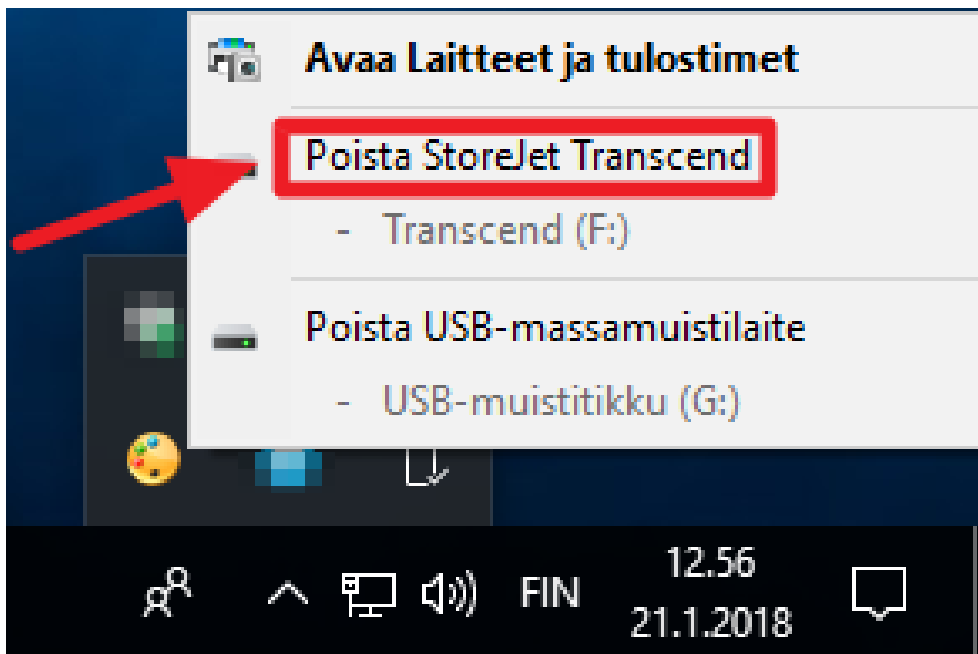 Avaa Laitteet ja tulostimet
Poista StoreJet Transcend
- Transcend (F:)
Poista USB-massamuistilaite
- USB-muistitikku (G:)
FIN
12.56
21.1.2018